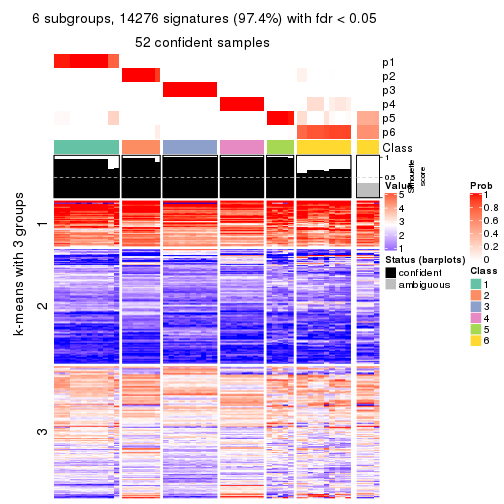 6 subgroups, 14276 signatures (97.4%) with fdr < 0.05
52 confident samples
p1
p2
p3
p4
p5
p6
Class
1
0.5
0
Silhouette
score
k-means with 3 groups
1
2
3
Value
5
4
3
2
1
Status (barplots)
confident
ambiguous
Prob
1
0.8
0.6
0.4
0.2
0
Class
1
2
3
4
5
6